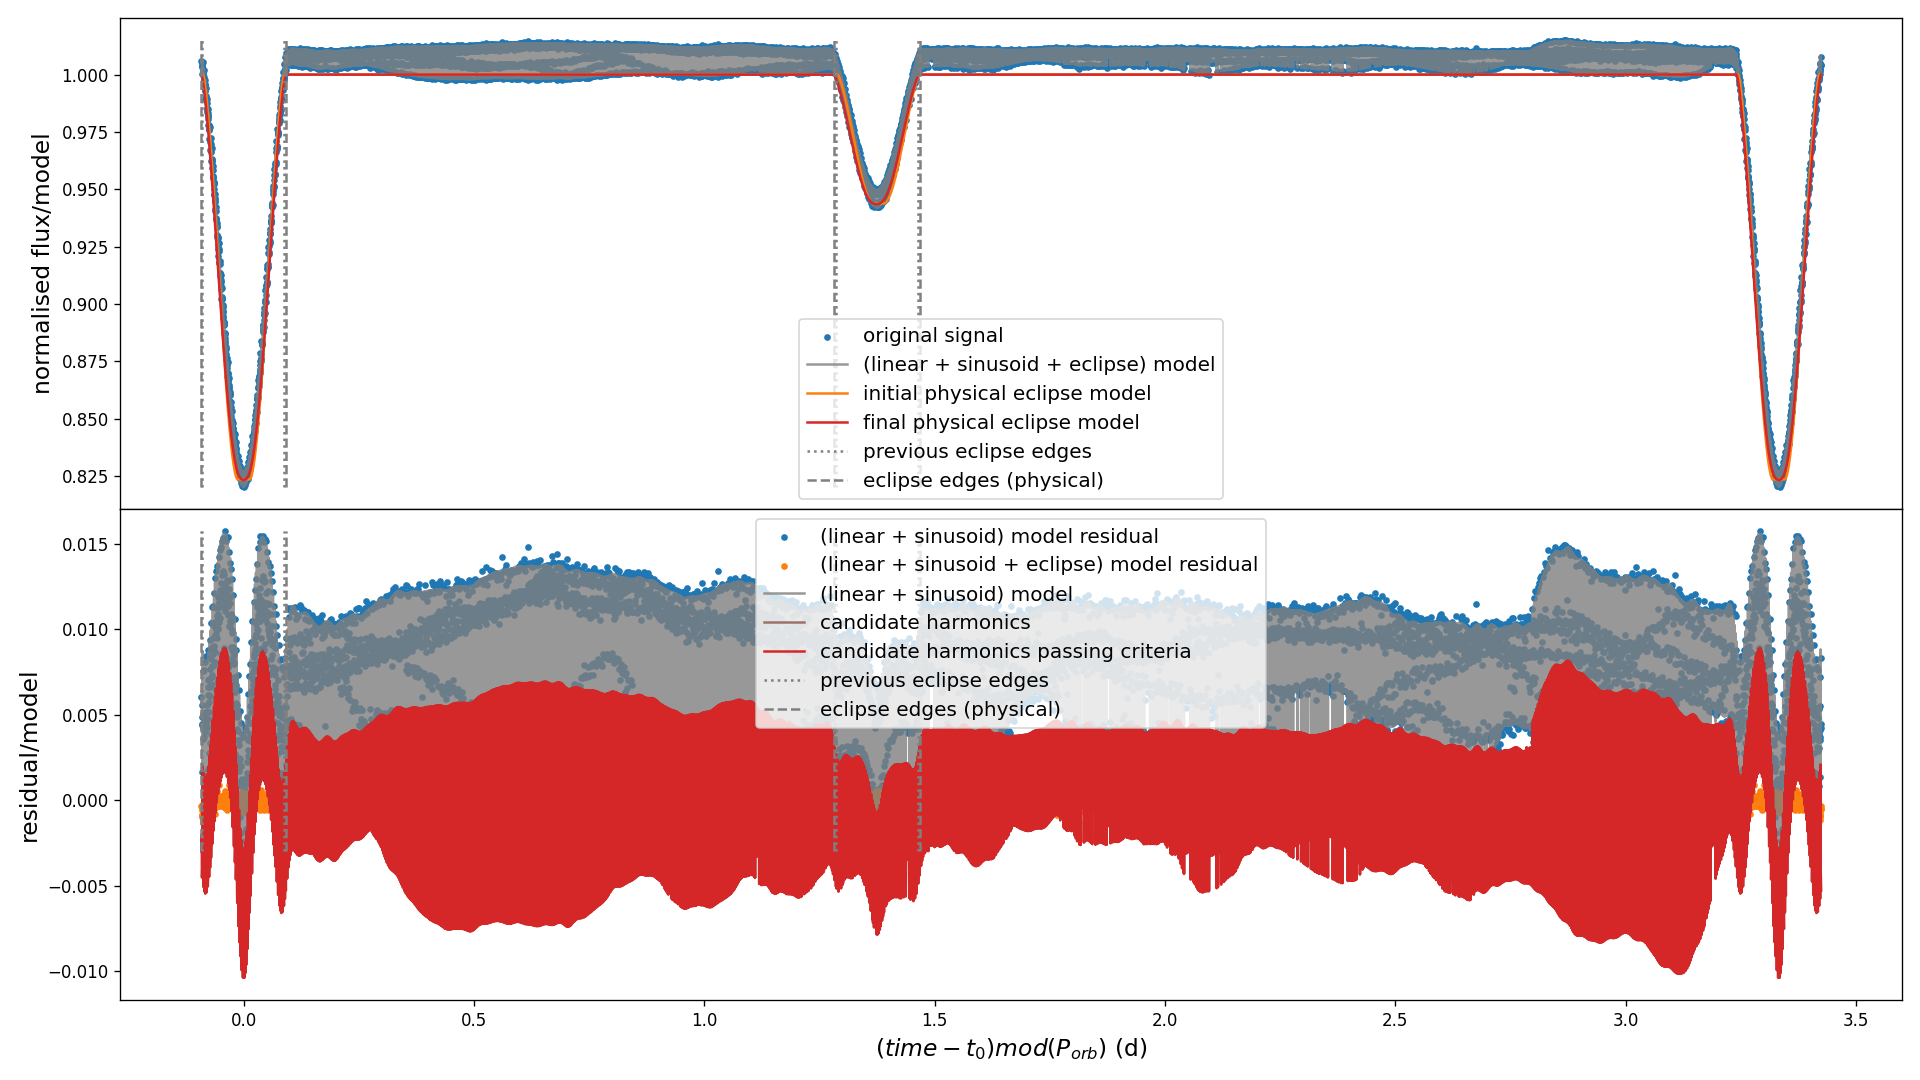 1.000
0.975
0.950
0.925
0.900
0.875
0.850
0.825
normalised flux/model
original signal
(linear + sinusoid + eclipse) model
initial physical eclipse model
final physical eclipse model
previous eclipse edges
eclipse edges (physical)
0.015
0.010
0.005
0.000
−0.005
−0.010
residual/model
(linear + sinusoid) model residual
(linear + sinusoid + eclipse) model residual
(linear + sinusoid) model
candidate harmonics
candidate harmonics passing criteria
previous eclipse edges
eclipse edges (physical)
0.0 0.5 1.0 1.5 2.0 2.5 3.0 3.5
(time − t₀)mod(P_orb) (d)